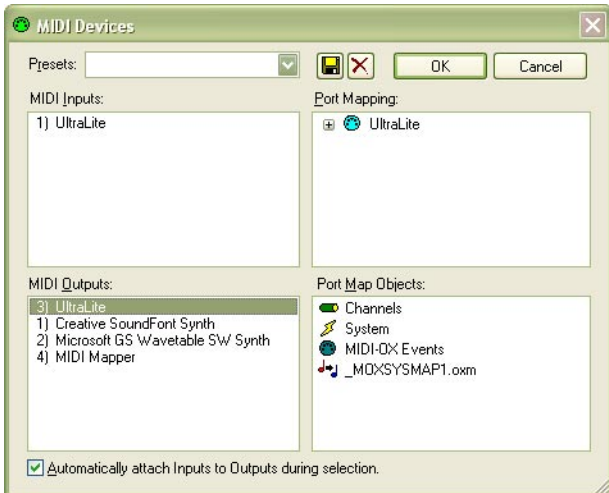 MIDI Devices
Presets:
OK
Cancel
MIDI Inputs:
1) UltraLite
Port Mapping:
UltraLite
MIDI Outputs:
3) UltraLite
1) Creative SoundFont Synth
2) Microsoft GS Wavetable SW Synth
4) MIDI Mapper
Port Map Objects:
Channels
System
MIDI-OX Events
_MOXSYSMAP1.oxm
Automatically attach Inputs to Outputs during selection.